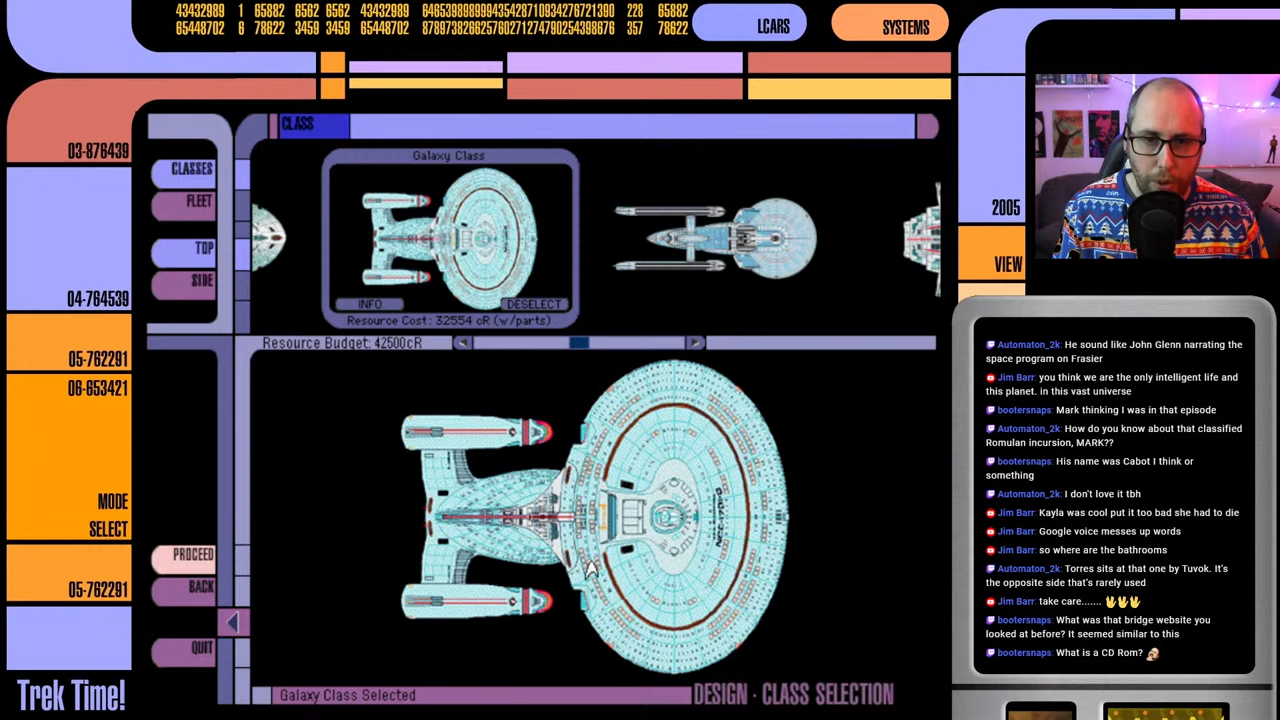 43432989 1 65882 6562 6562 43432989 64653989899435428710934276721390 228 65882
65448702 6 78622 3459 3459 65448702 87897382662576027127479025439 8676 357 78622
LCARS
SYSTEMS
03-876439
04-764539
05-762291
06-653421
MODE
SELECT
05-762291
Trek Time!
CLASS
CLASSES
FLEET
TOP
SIDE
PROCEED
BACK
QUIT
Galaxy Class
INFO
DESELECT
Resource Cost: 32554 cR (w/parts)
Resource Budget: 42500cR
Galaxy Class Selected
DESIGN · CLASS SELECTION
2005
VIEW
Automaton_2k: He sound like John Glenn narrating the
space program on Frasier
Jim Barr: you think we are the only intelligent life and
this planet. in this vast universe
bootersnaps: Mark thinking I was in that episode
Automaton_2k: How do you know about that classified
Romulan incursion, MARK??
bootersnaps: His name was Cabot I think or
something
Automaton_2k: I don't love it tbh
Jim Barr: Kayla was cool put it too bad she had to die
Jim Barr: Google voice messes up words
Jim Barr: so where are the bathrooms
Automaton_2k: Torres sits at that one by Tuvok. It's
the opposite side that's rarely used
Jim Barr: take care....... 🖖🖖🖖
bootersnaps: What was that bridge website you
looked at before? It seemed similar to this
bootersnaps: What is a CD Rom?